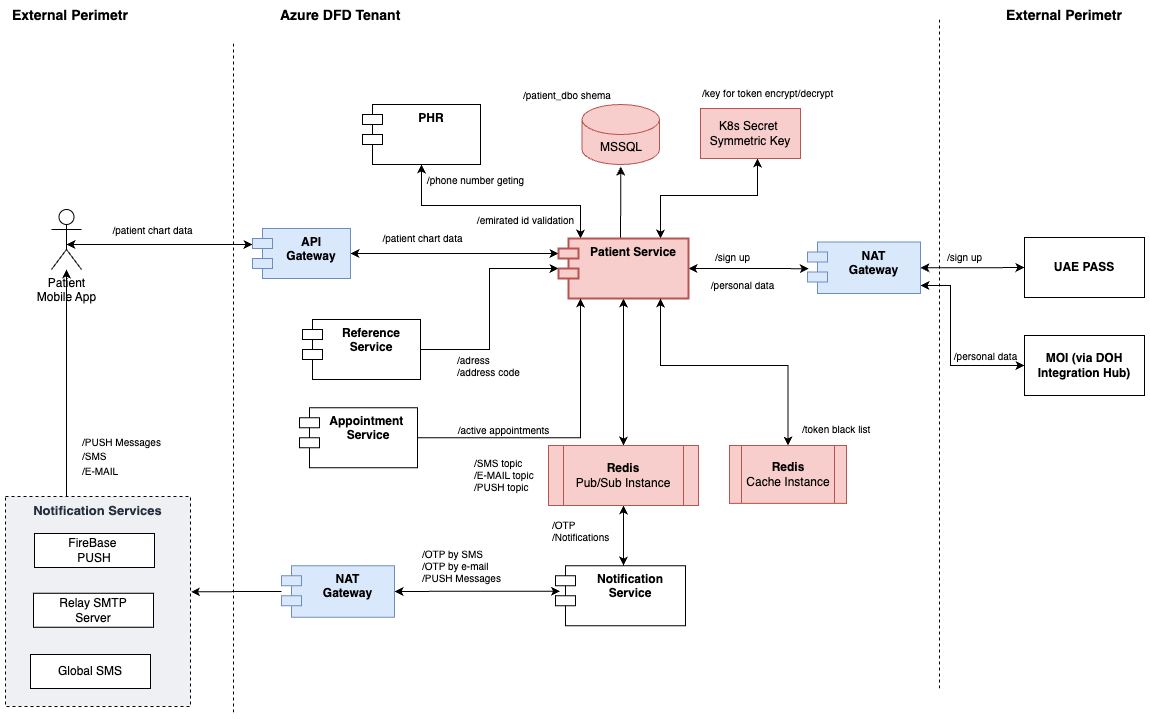 External Perimetr
Azure DFD Tenant
External Perimetr
/patient_dbo shema
/key for token encrypt/decrypt
PHR
MSSQL
K8s Secret
Symmetric Key
/phone number geting
/emirated id validation
/patient chart data
API
Gateway
/patient chart data
Patient Service
/sign up
/personal data
NAT
Gateway
/sign up
UAE PASS
Patient
Mobile App
Reference
Service
/adress
/address code
/personal data
MOI (via DOH
Integration Hub)
Appointment
Service
/active appointments
/token black list
/PUSH Messages
/SMS
/E-MAIL
/SMS topic
/E-MAIL topic
/PUSH topic
Redis
Pub/Sub Instance
Redis
Cache Instance
Notification Services
FireBase
PUSH
Relay SMTP
Server
Global SMS
/OTP
/Notifications
/OTP by SMS
/OTP by e-mail
/PUSH Messages
NAT
Gateway
Notification
Service